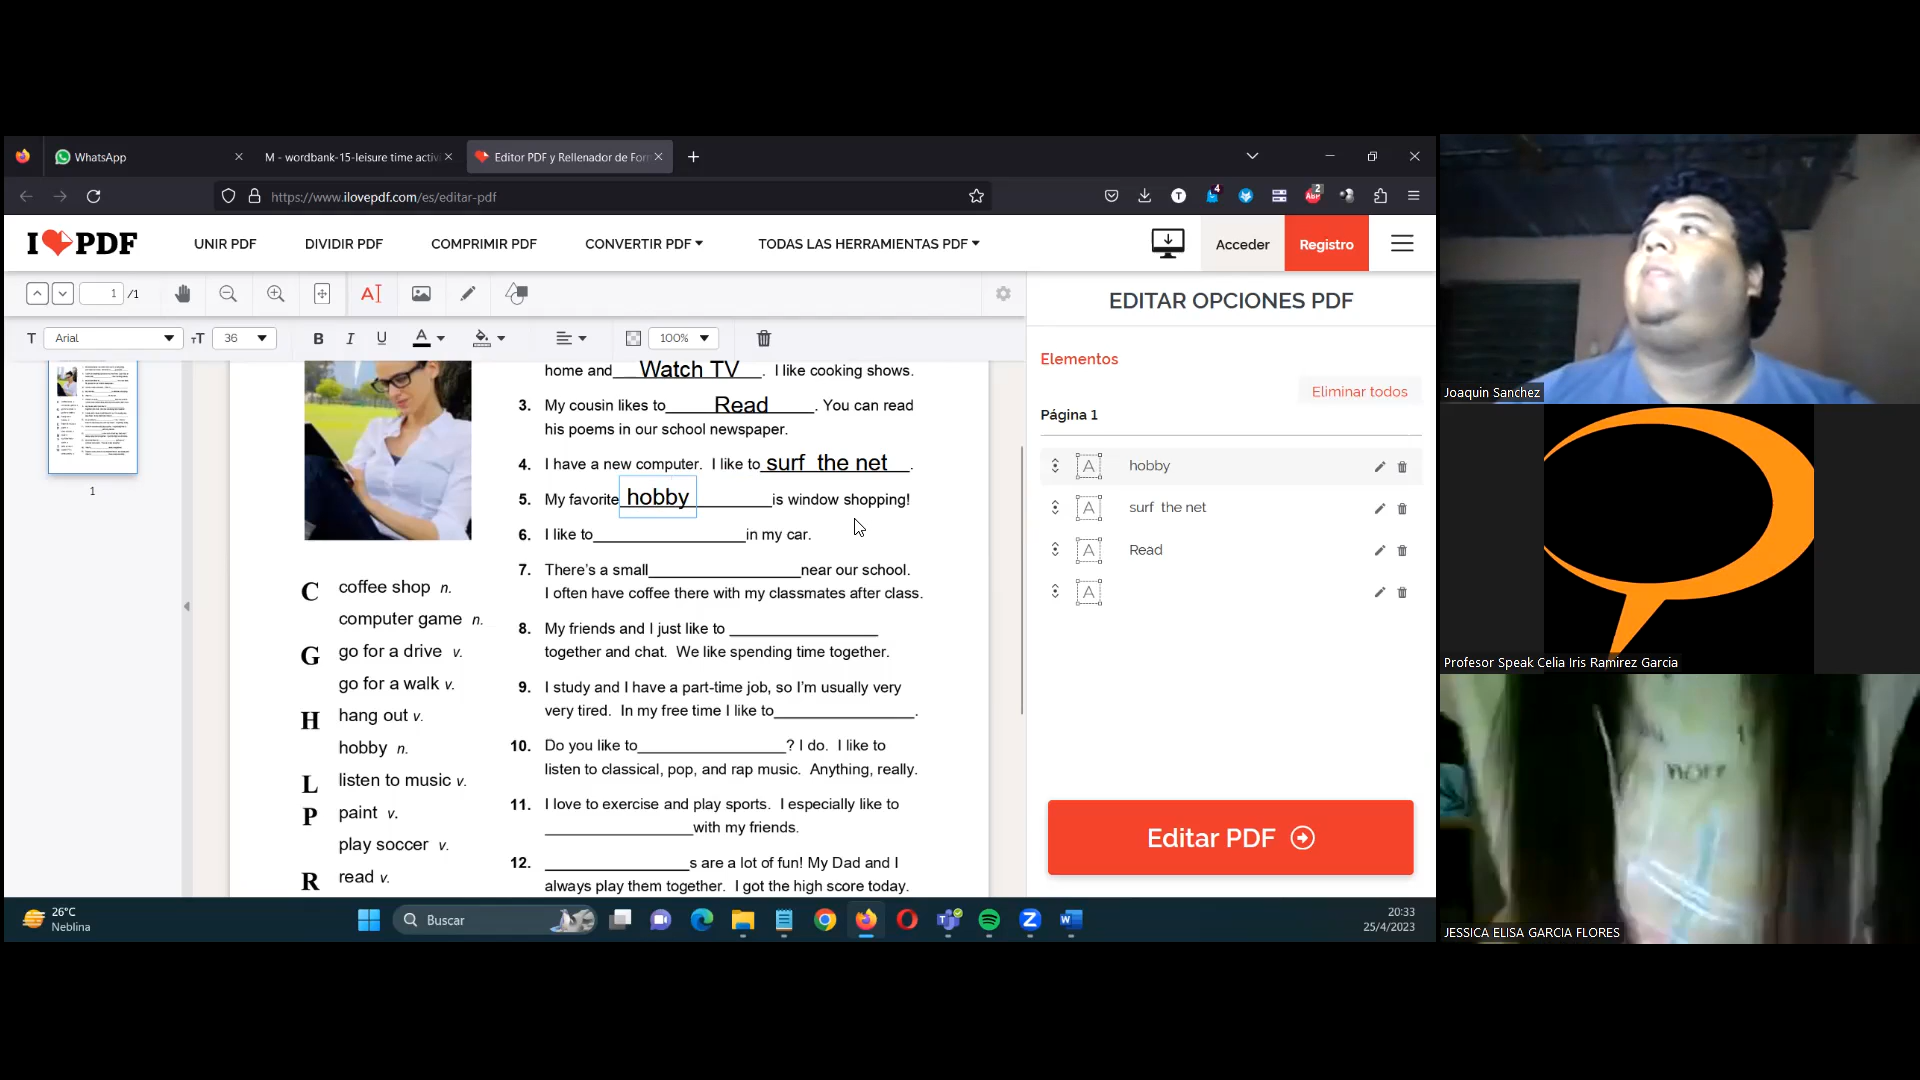 WhatsApp
M - wordbank-15-leisure time activ
Editor PDF y Rellenador de For
https://www.ilovepdf.com/es/editar-pdf
4
2
I PDF
UNIR PDF
DIVIDIR PDF
COMPRIMIR PDF
CONVERTIR PDF
TODAS LAS HERRAMIENTAS PDF
Acceder
Registro
1 /1
T Arial
TT 36
B I U A
100%
EDITAR OPCIONES PDF
Elementos
Eliminar todos
Página 1
A hobby
A surf the net
A Read
A
Editar PDF
1
home and Watch TV. I like cooking shows.
3. My cousin likes to Read. You can read
his poems in our school newspaper.
4. I have a new computer. I like to surf the net.
5. My favorite hobby is window shopping!
6. I like to____________in my car.
7. There's a small____________near our school.
I often have coffee there with my classmates after class.
8. My friends and I just like to ____________
together and chat. We like spending time together.
9. I study and I have a part-time job, so I'm usually very
very tired. In my free time I like to____________.
10. Do you like to____________? I do. I like to
listen to classical, pop, and rap music. Anything, really.
11. I love to exercise and play sports. I especially like to
____________with my friends.
12. ____________s are a lot of fun! My Dad and I
always play them together. I got the high score today.
C coffee shop n.
computer game n.
G go for a drive v.
go for a walk v.
H hang out v.
hobby n.
L listen to music v.
P paint v.
play soccer v.
R read v.
26°C
Neblina
Buscar
20:33
25/4/2023
Joaquin Sanchez
Profesor Speak Celia Iris Ramirez Garcia
JESSICA ELISA GARCIA FLORES